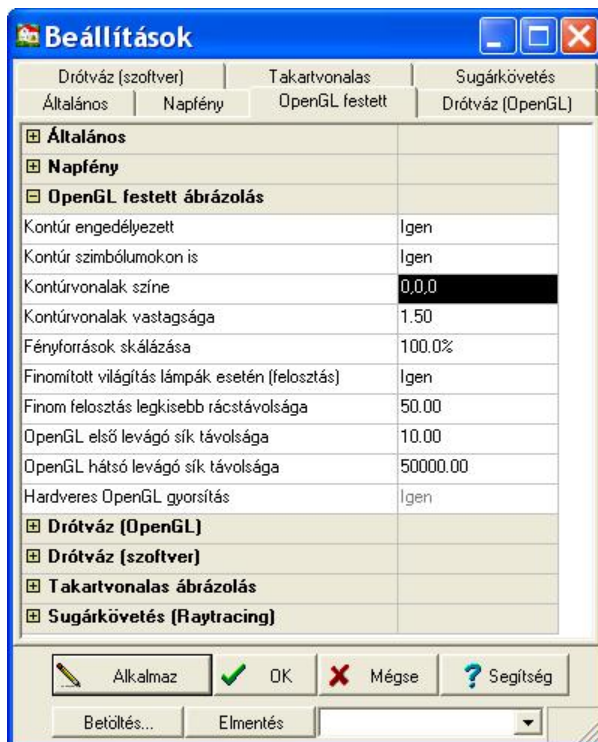 Beállítások
Drótváz (szoftver) Takartvonalas Sugárkövetés
Általános Napfény OpenGL festett Drótváz (OpenGL)
Általános
Napfény
OpenGL festett ábrázolás
Kontúr engedélyezett Igen
Kontúr szimbólumokon is Igen
Kontúrvonalak színe 0,0,0
Kontúrvonalak vastagsága 1.50
Fényforrások skálázása 100.0%
Finomított világítás lámpák esetén (felosztás) Igen
Finom felosztás legkisebb rácstávolsága 50.00
OpenGL első levágó sík távolsága 10.00
OpenGL hátsó levágó sík távolsága 50000.00
Hardveres OpenGL gyorsítás Igen
Drótváz (OpenGL)
Drótváz (szoftver)
Takartvonalas ábrázolás
Sugárkövetés (Raytracing)
Alkalmaz OK Mégse Segítség
Betöltés... Elmentés